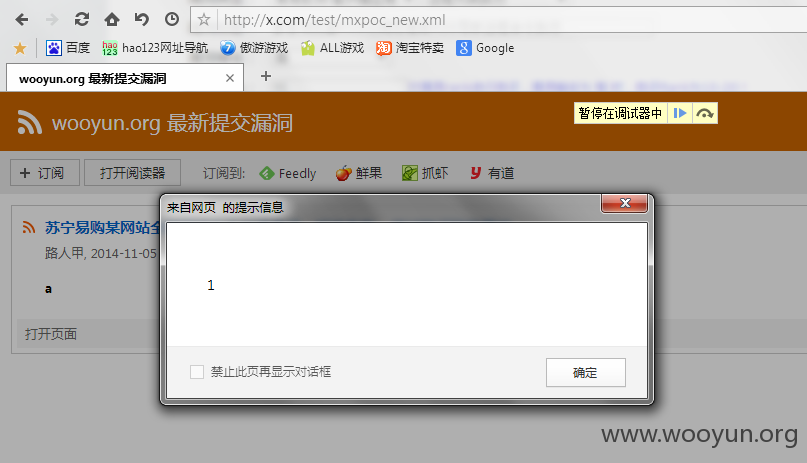 http://x.com/test/mxpoc_new.xml
百度 hao123网址导航 傲游游戏 ALL游戏 淘宝特卖 Google
wooyun.org 最新提交漏洞
wooyun.org 最新提交漏洞
暂停在调试器中
+ 订阅 打开阅读器 订阅到: Feedly 鲜果 抓虾 有道
来自网页 的提示信息
苏宁易购某网站
路人甲, 2014-11-05
1
a
打开页面
禁止此页再显示对话框
确定
www.wooyun.org